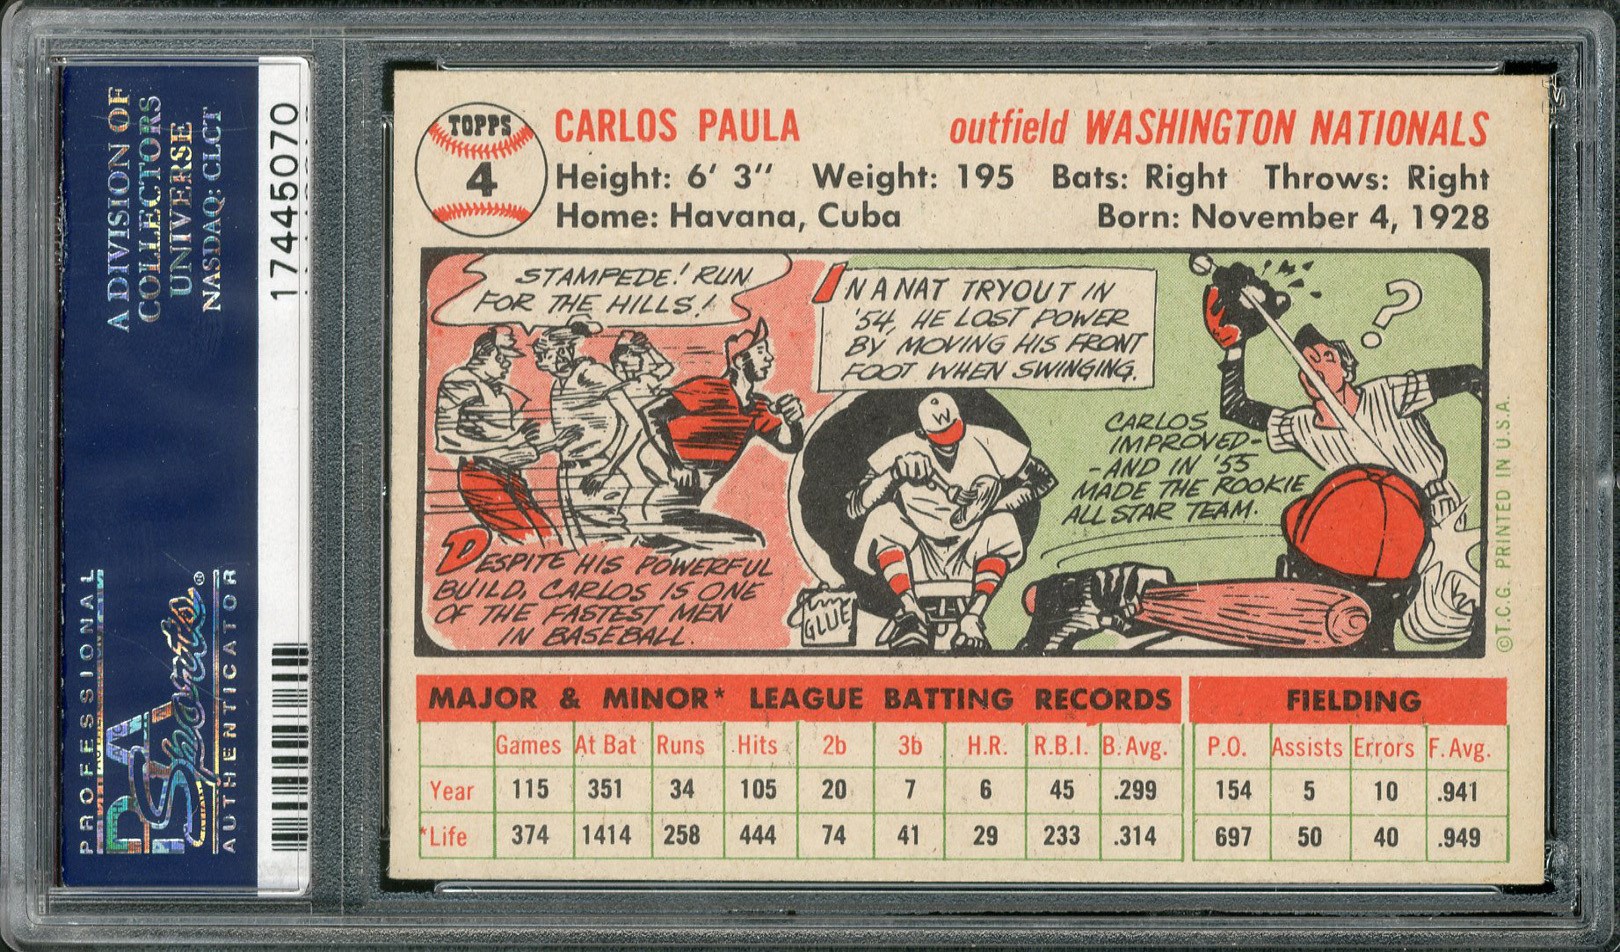 A DIVISION OF
COLLECTORS
UNIVERSE
NASDAQ: CLCT
PROFESSIONAL
PSA
Sports®
AUTHENTICATOR
17445070
TOPPS
4
CARLOS PAULA
outfield WASHINGTON NATIONALS
Height: 6' 3" Weight: 195 Bats: Right Throws: Right
Home: Havana, Cuba Born: November 4, 1928
STAMPEDE! RUN
FOR THE HILLS!
DESPITE HIS POWERFUL
BUILD, CARLOS IS ONE
OF THE FASTEST MEN
IN BASEBALL.
IN A NAT TRYOUT IN
'54, HE LOST POWER
BY MOVING HIS FRONT
FOOT WHEN SWINGING.
W
GLUE
?
CARLOS
IMPROVED-
-AND IN '55
MADE THE ROOKIE
ALL STAR TEAM.
©T.C.G. PRINTED IN U.S.A.
MAJOR & MINOR* LEAGUE BATTING RECORDS FIELDING
Games At Bat Runs Hits 2b 3b H.R. R.B.I. B. Avg. P.O. Assists Errors F. Avg.
Year 115 351 34 105 20 7 6 45 .299 154 5 10 .941
*Life 374 1414 258 444 74 41 29 233 .314 697 50 40 .949